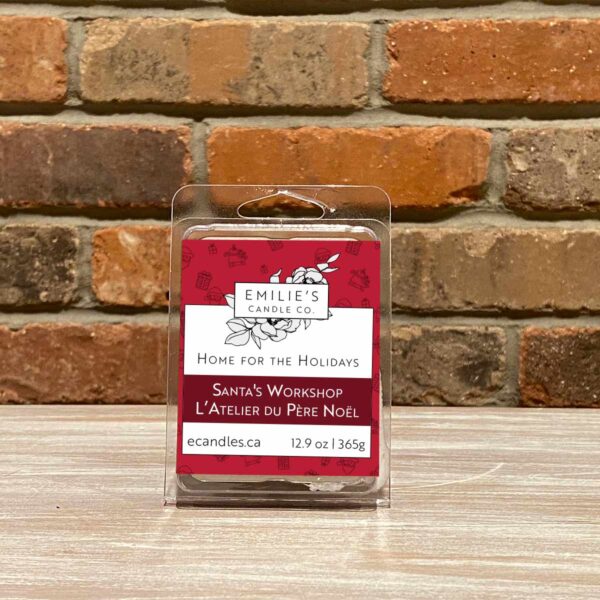 EMILIE'S
CANDLE CO.
HOME FOR THE HOLIDAYS
SANTA'S WORKSHOP
L'ATELIER DU PÈRE NOËL
ecandles.ca 12.9 oz | 365g